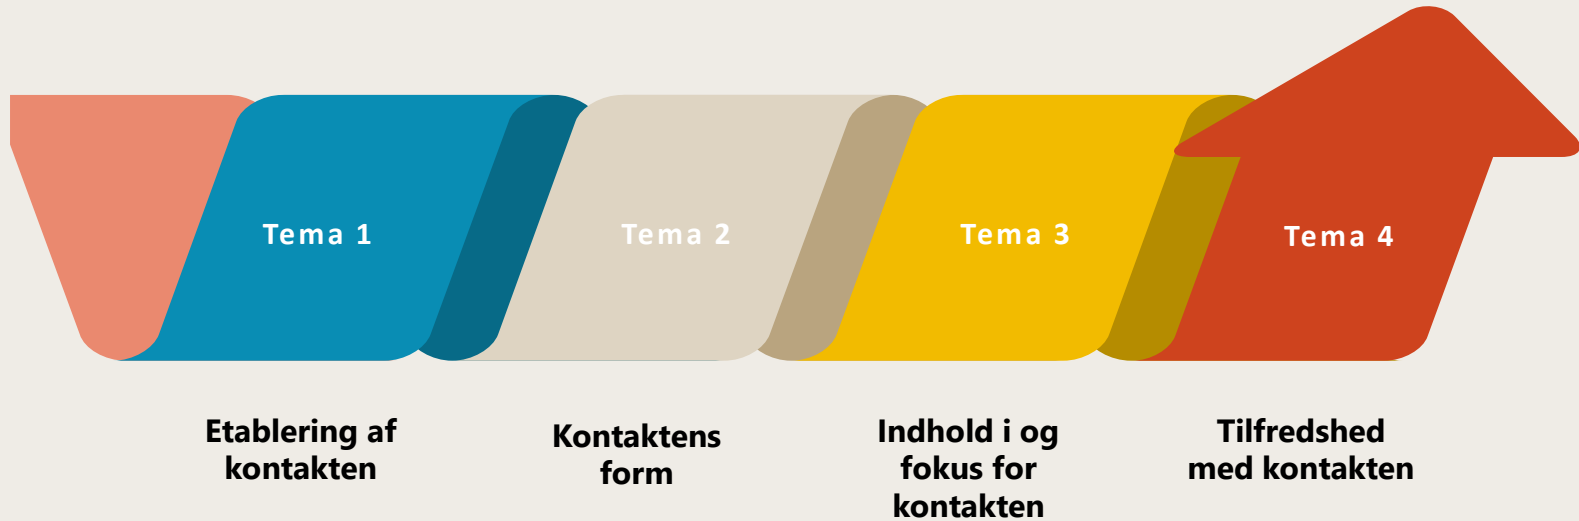 Tema 1
Tema 2
Tema 3
Tema 4
Etablering af
kontakten
Kontaktens
form
Indhold i og
fokus for
kontakten
Tilfredshed
med kontakten